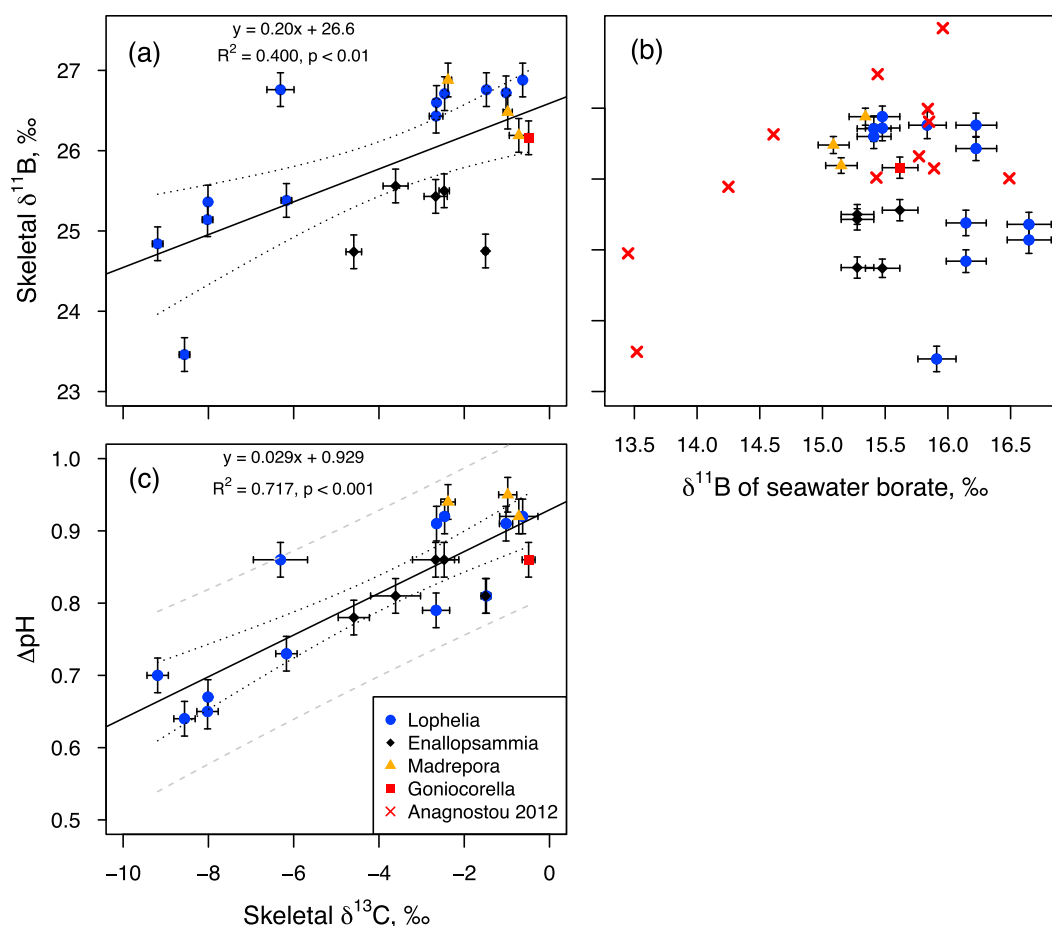 (a)
y = 0.20x + 26.6
R² = 0.400, p < 0.01
Skeletal δ¹¹B, ‰
27
26
25
24
23
(b)
13.5 14.0 14.5 15.0 15.5 16.0 16.5
δ¹¹B of seawater borate, ‰
(c)
y = 0.029x + 0.929
R² = 0.717, p < 0.001
ΔpH
1.0
0.9
0.8
0.7
0.6
0.5
Lophelia
Enallopsammia
Madrepora
Goniocorella
Anagnostou 2012
−10 −8 −6 −4 −2 0
Skeletal δ¹³C, ‰